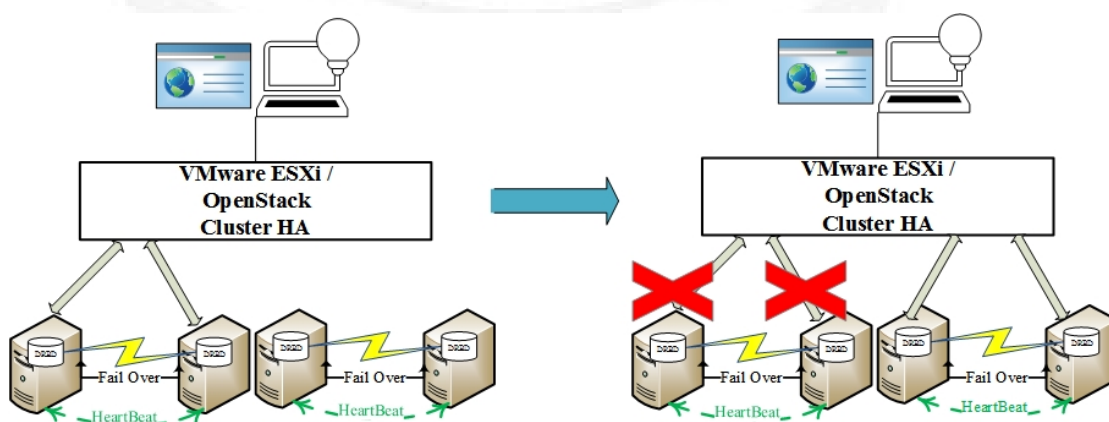 VMware ESXi /
OpenStack
Cluster HA
VMware ESXi /
OpenStack
Cluster HA
DRBD
DRBD
DRBD
DRBD
Fail Over
Fail Over
HeartBeat
HeartBeat
DRBD
DRBD
DRBD
DRBD
Fail Over
Fail Over
HeartBeat
HeartBeat